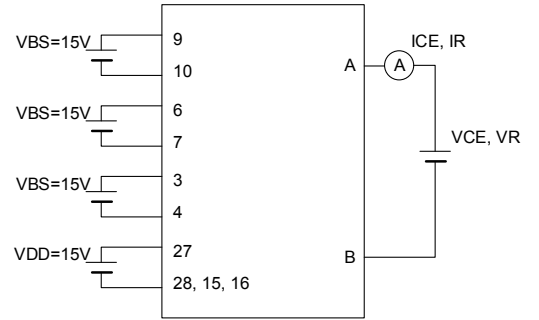 VBS=15V
9
10
VBS=15V
6
7
VBS=15V
3
4
VDD=15V
27
28, 15, 16
A
A
ICE, IR
VCE, VR
B